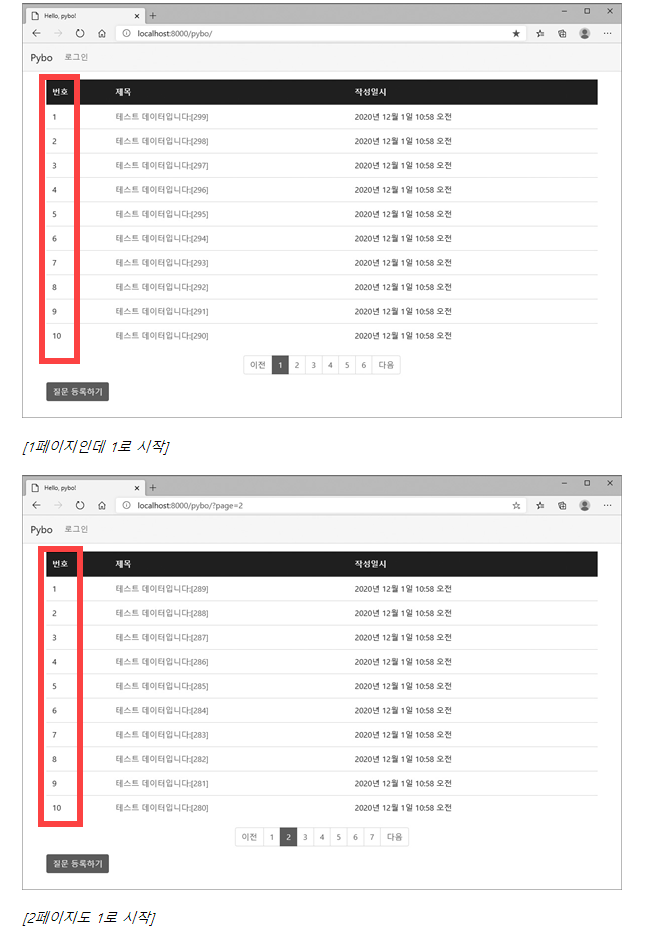 Hello, pybo!
localhost:8000/pybo/
Pybo 로그인
번호 제목 작성일시
1 테스트 데이터입니다:[299] 2020년 12월 1일 10:58 오전
2 테스트 데이터입니다:[298] 2020년 12월 1일 10:58 오전
3 테스트 데이터입니다:[297] 2020년 12월 1일 10:58 오전
4 테스트 데이터입니다:[296] 2020년 12월 1일 10:58 오전
5 테스트 데이터입니다:[295] 2020년 12월 1일 10:58 오전
6 테스트 데이터입니다:[294] 2020년 12월 1일 10:58 오전
7 테스트 데이터입니다:[293] 2020년 12월 1일 10:58 오전
8 테스트 데이터입니다:[292] 2020년 12월 1일 10:58 오전
9 테스트 데이터입니다:[291] 2020년 12월 1일 10:58 오전
10 테스트 데이터입니다:[290] 2020년 12월 1일 10:58 오전
이전 1 2 3 4 5 6 다음
질문 등록하기
[1페이지인데 1로 시작]
Hello, pybo!
localhost:8000/pybo/?page=2
Pybo 로그인
번호 제목 작성일시
1 테스트 데이터입니다:[289] 2020년 12월 1일 10:58 오전
2 테스트 데이터입니다:[288] 2020년 12월 1일 10:58 오전
3 테스트 데이터입니다:[287] 2020년 12월 1일 10:58 오전
4 테스트 데이터입니다:[286] 2020년 12월 1일 10:58 오전
5 테스트 데이터입니다:[285] 2020년 12월 1일 10:58 오전
6 테스트 데이터입니다:[284] 2020년 12월 1일 10:58 오전
7 테스트 데이터입니다:[283] 2020년 12월 1일 10:58 오전
8 테스트 데이터입니다:[282] 2020년 12월 1일 10:58 오전
9 테스트 데이터입니다:[281] 2020년 12월 1일 10:58 오전
10 테스트 데이터입니다:[280] 2020년 12월 1일 10:58 오전
이전 1 2 3 4 5 6 7 다음
질문 등록하기
[2페이지도 1로 시작]